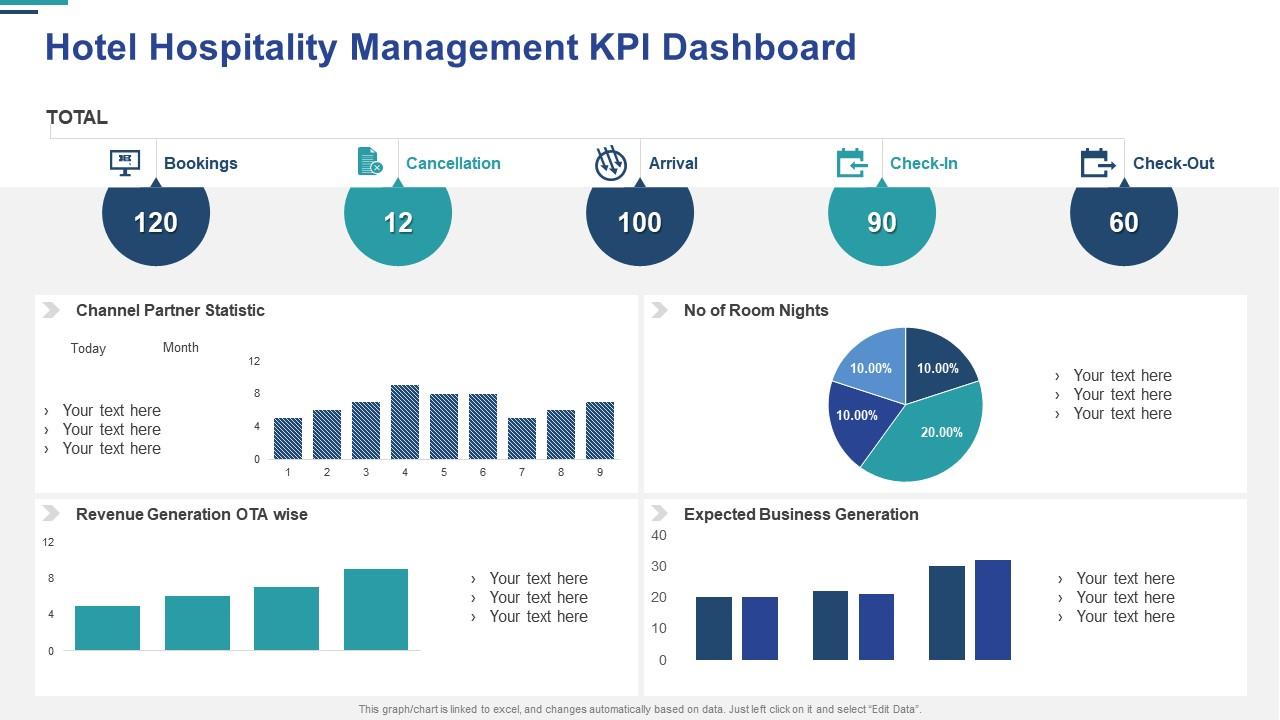 Hotel Hospitality Management KPI Dashboard
TOTAL
Bookings
Cancellation
Arrival
Check-In
Check-Out
120
12
100
90
60
Channel Partner Statistic
Today
Month
› Your text here
› Your text here
› Your text here
12
8
4
0
1 2 3 4 5 6 7 8 9
No of Room Nights
10.00%
10.00%
10.00%
20.00%
› Your text here
› Your text here
› Your text here
Revenue Generation OTA wise
12
8
4
0
› Your text here
› Your text here
› Your text here
Expected Business Generation
40
30
20
10
0
› Your text here
› Your text here
› Your text here
This graph/chart is linked to excel, and changes automatically based on data. Just left click on it and select “Edit Data”.